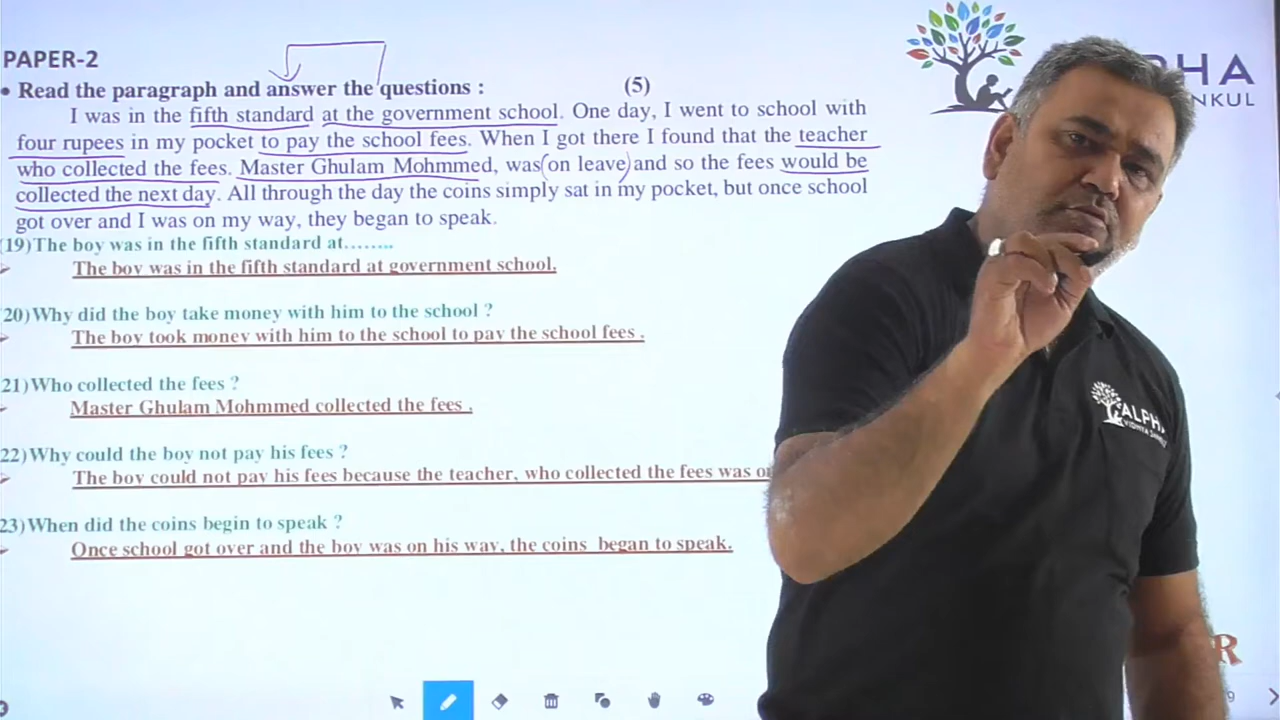 PAPER-2
• Read the paragraph and answer the questions : (5)
I was in the fifth standard at the government school. One day, I went to school with
four rupees in my pocket to pay the school fees. When I got there I found that the teacher
who collected the fees. Master Ghulam Mohmmed, was (on leave) and so the fees would be
collected the next day. All through the day the coins simply sat in my pocket, but once school
got over and I was on my way, they began to speak.
(19)The boy was in the fifth standard at........
The boy was in the fifth standard at government school.
20)Why did the boy take money with him to the school ?
The boy took money with him to the school to pay the school fees .
21)Who collected the fees ?
Master Ghulam Mohmmed collected the fees .
22)Why could the boy not pay his fees ?
The boy could not pay his fees because the teacher, who collected the fees was
23)When did the coins begin to speak ?
Once school got over and the boy was on his way, the coins began to speak.
HA
NKUL
ALPHA
VIDHYA
R
9